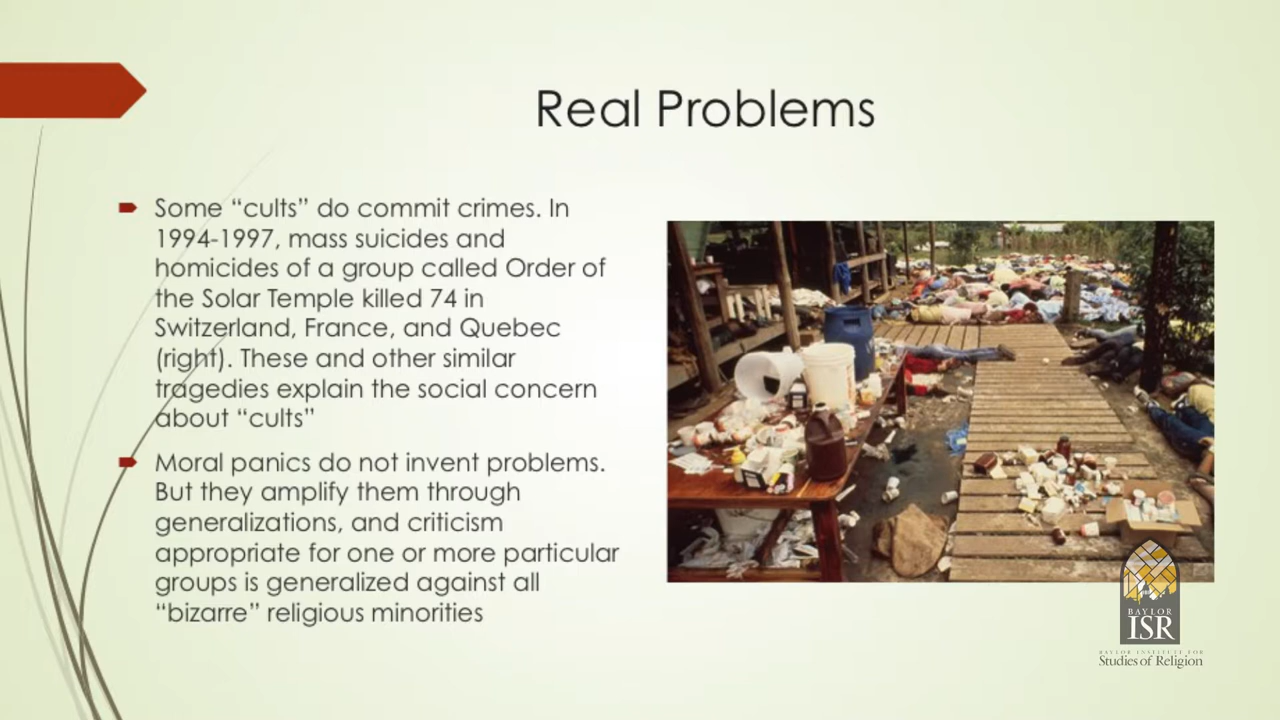 Real Problems
Some “cults” do commit crimes. In
1994-1997, mass suicides and
homicides of a group called Order of
the Solar Temple killed 74 in
Switzerland, France, and Quebec
(right). These and other similar
tragedies explain the social concern
about “cults”
Moral panics do not invent problems.
But they amplify them through
generalizations, and criticism
appropriate for one or more particular
groups is generalized against all
“bizarre” religious minorities
BAYLOR
ISR
BAYLOR INSTITUTE FOR
Studies of Religion